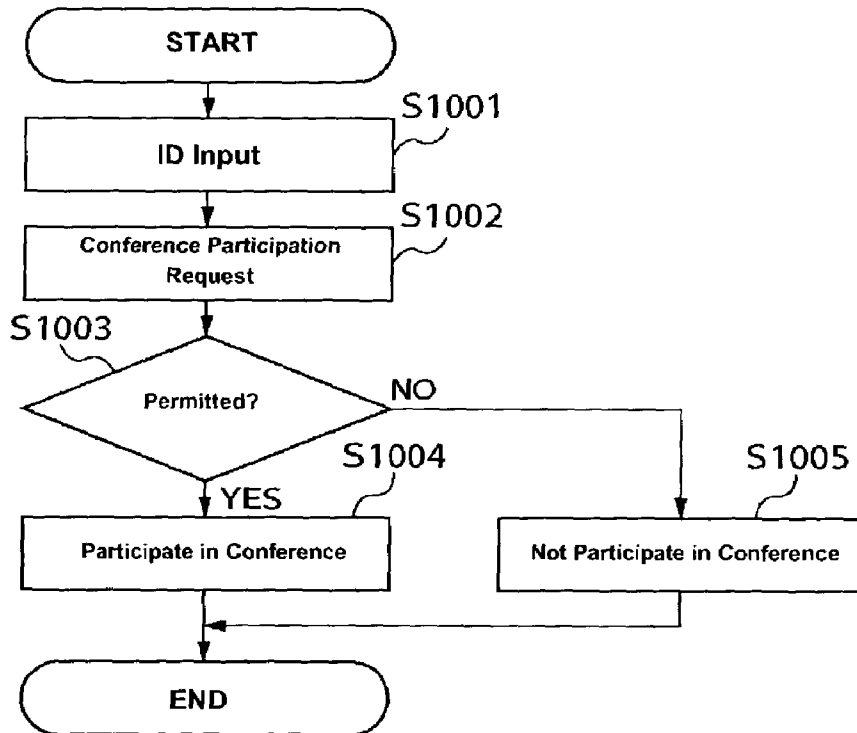 START
S1001
ID Input
S1002
Conference Participation
Request
S1003
Permitted?
NO
S1004
YES
S1005
Participate in Conference
Not Participate in Conference
END